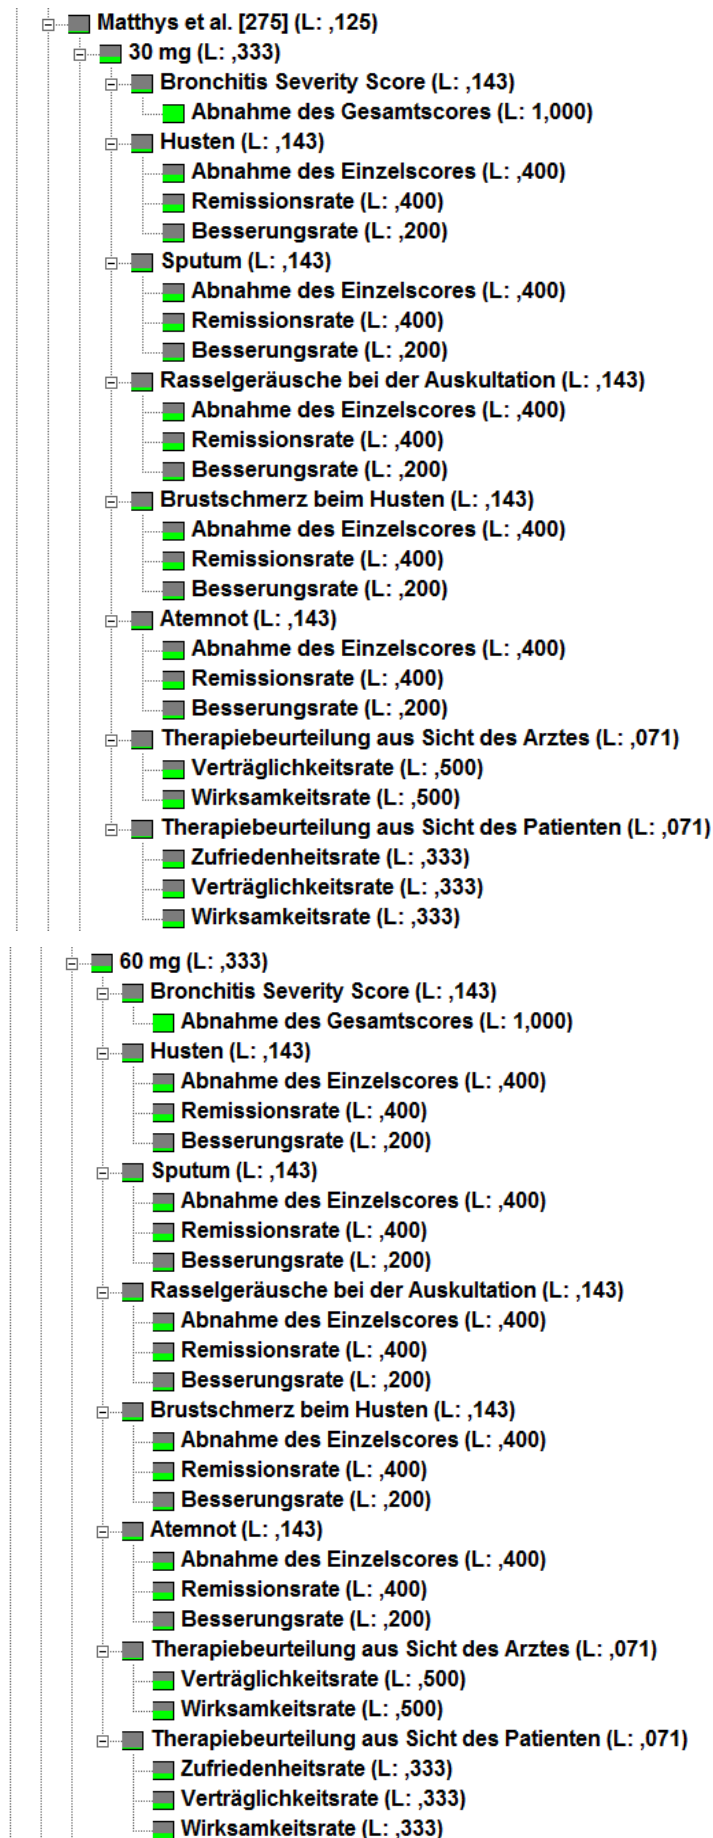 Matthys et al. [275] (L: ,125)
30 mg (L: ,333)
Bronchitis Severity Score (L: ,143)
Abnahme des Gesamtscores (L: 1,000)
Husten (L: ,143)
Abnahme des Einzelscores (L: ,400)
Remissionsrate (L: ,400)
Besserungsrate (L: ,200)
Sputum (L: ,143)
Abnahme des Einzelscores (L: ,400)
Remissionsrate (L: ,400)
Besserungsrate (L: ,200)
Rasselgeräusche bei der Auskultation (L: ,143)
Abnahme des Einzelscores (L: ,400)
Remissionsrate (L: ,400)
Besserungsrate (L: ,200)
Brustschmerz beim Husten (L: ,143)
Abnahme des Einzelscores (L: ,400)
Remissionsrate (L: ,400)
Besserungsrate (L: ,200)
Atemnot (L: ,143)
Abnahme des Einzelscores (L: ,400)
Remissionsrate (L: ,400)
Besserungsrate (L: ,200)
Therapiebeurteilung aus Sicht des Arztes (L: ,071)
Verträglichkeitsrate (L: ,500)
Wirksamkeitsrate (L: ,500)
Therapiebeurteilung aus Sicht des Patienten (L: ,071)
Zufriedenheitsrate (L: ,333)
Verträglichkeitsrate (L: ,333)
Wirksamkeitsrate (L: ,333)
60 mg (L: ,333)
Bronchitis Severity Score (L: ,143)
Abnahme des Gesamtscores (L: 1,000)
Husten (L: ,143)
Abnahme des Einzelscores (L: ,400)
Remissionsrate (L: ,400)
Besserungsrate (L: ,200)
Sputum (L: ,143)
Abnahme des Einzelscores (L: ,400)
Remissionsrate (L: ,400)
Besserungsrate (L: ,200)
Rasselgeräusche bei der Auskultation (L: ,143)
Abnahme des Einzelscores (L: ,400)
Remissionsrate (L: ,400)
Besserungsrate (L: ,200)
Brustschmerz beim Husten (L: ,143)
Abnahme des Einzelscores (L: ,400)
Remissionsrate (L: ,400)
Besserungsrate (L: ,200)
Atemnot (L: ,143)
Abnahme des Einzelscores (L: ,400)
Remissionsrate (L: ,400)
Besserungsrate (L: ,200)
Therapiebeurteilung aus Sicht des Arztes (L: ,071)
Verträglichkeitsrate (L: ,500)
Wirksamkeitsrate (L: ,500)
Therapiebeurteilung aus Sicht des Patienten (L: ,071)
Zufriedenheitsrate (L: ,333)
Verträglichkeitsrate (L: ,333)
Wirksamkeitsrate (L: ,333)